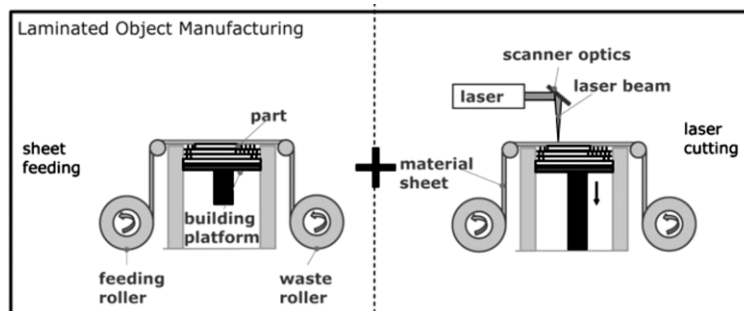 Laminated Object Manufacturing
sheet
feeding
part
building
platform
feeding
roller
waste
roller
scanner optics
laser
laser beam
material
sheet
laser
cutting